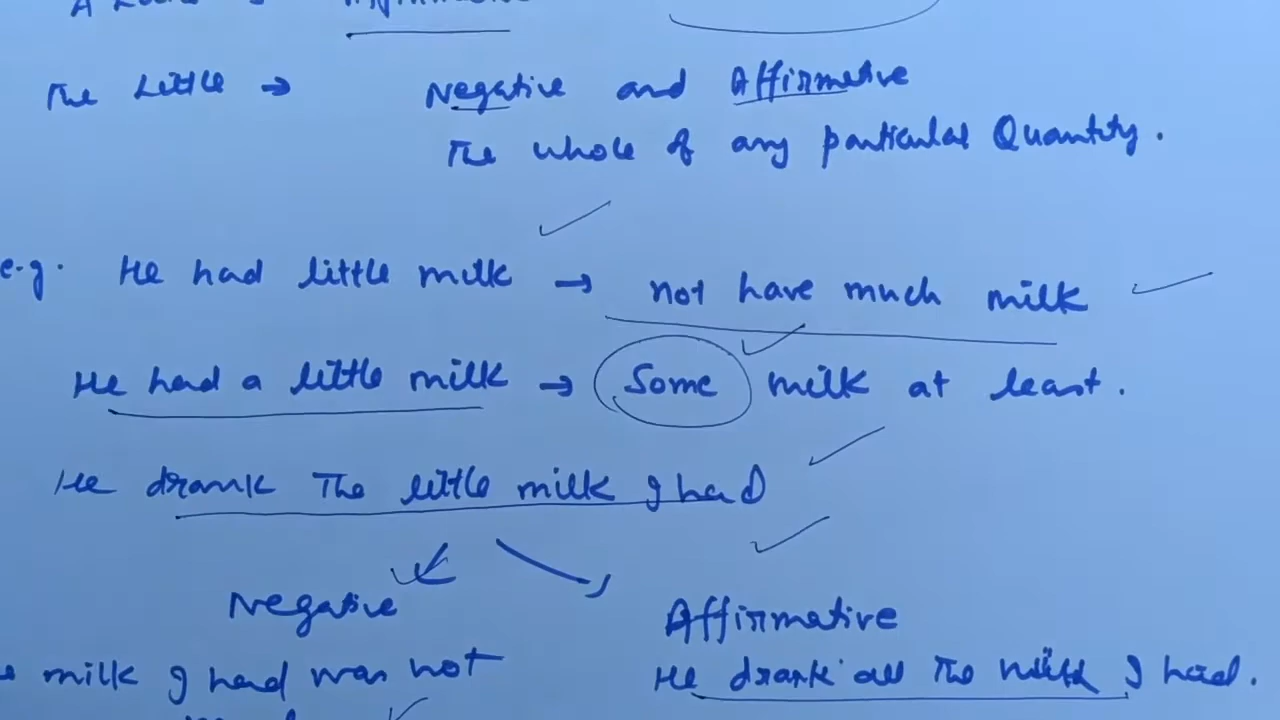 A Little
The Little → Negative and Affirmative
The whole of any particular Quantity.
e.g. He had little milk → not have much milk
He had a little milk → Some milk at least.
He drank The little milk I had
Negative Affirmative
milk I had was not He drank all The milk I had.